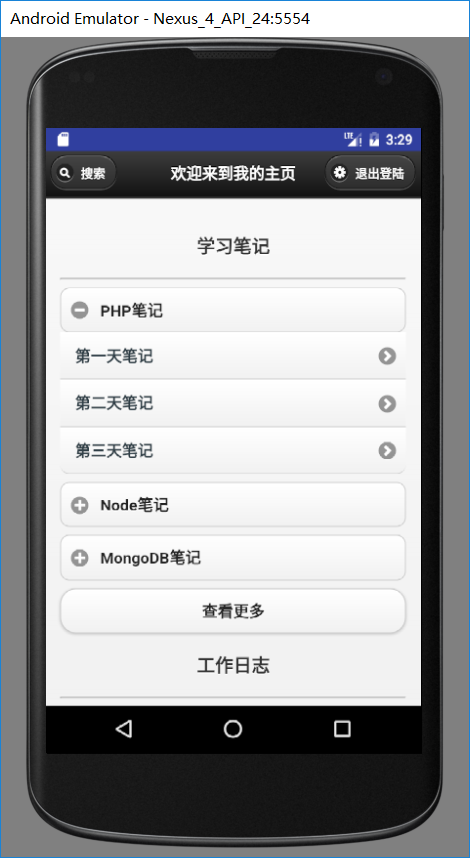 Android Emulator - Nexus_4_API_24:5554
LTE 3:29
搜索 欢迎来到我的主页 退出登陆
学习笔记
PHP笔记
第一天笔记
第二天笔记
第三天笔记
Node笔记
MongoDB笔记
查看更多
工作日志